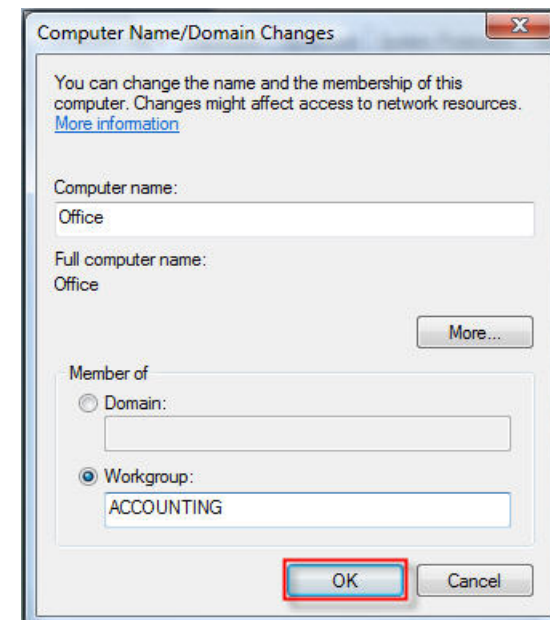 Computer Name/Domain Changes
You can change the name and the membership of this
computer. Changes might affect access to network resources.
More information
Computer name:
Office
Full computer name:
Office
More...
Member of
Domain:
Workgroup:
ACCOUNTING
OK
Cancel